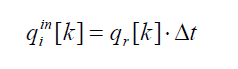 q_i^{in}[k] = q_r[k] · Δt